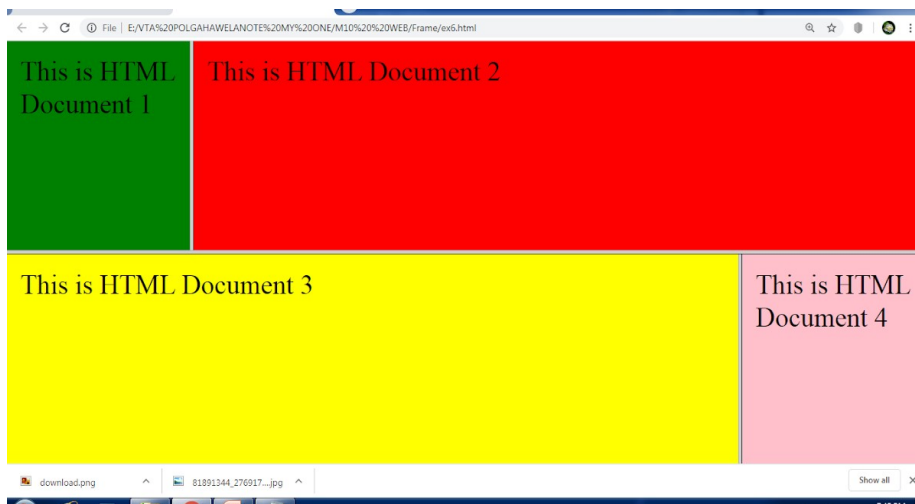 File | E:/VTA%20POLGAHAWELANOTE%20MY%20ONE/M10%20%20WEB/Frame/ex6.html
This is HTML
Document 1
This is HTML Document 2
This is HTML Document 3
This is HTML
Document 4
download.png
81891344_276917...jpg
Show all